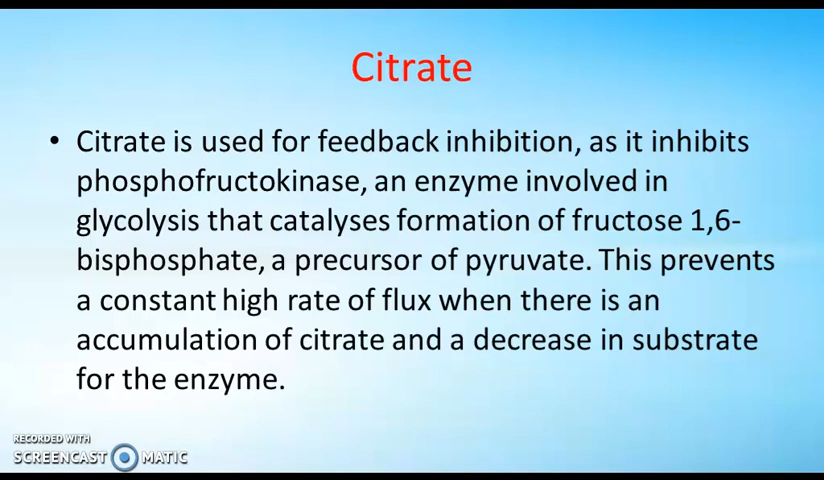 Citrate
• Citrate is used for feedback inhibition, as it inhibits
phosphofructokinase, an enzyme involved in
glycolysis that catalyses formation of fructose 1,6-
bisphosphate, a precursor of pyruvate. This prevents
a constant high rate of flux when there is an
accumulation of citrate and a decrease in substrate
for the enzyme.
RECORDED WITH
SCREENCAST MATIC